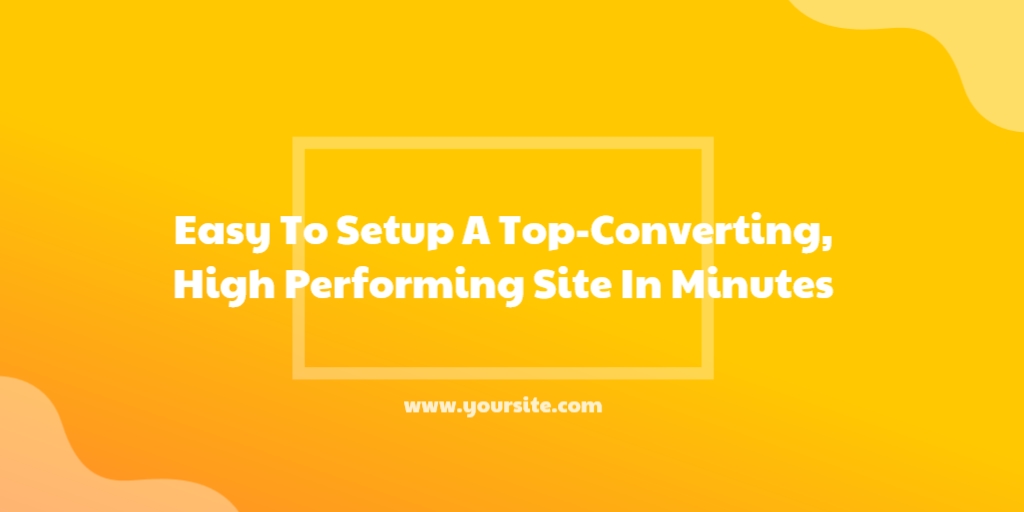 Easy To Setup A Top-Converting,
High Performing Site In Minutes
www.yoursite.com